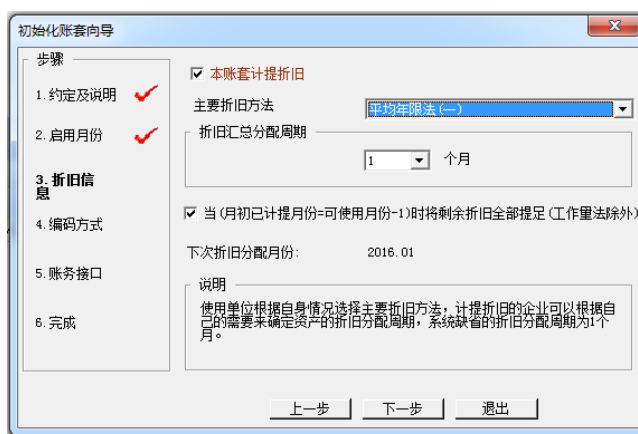 初始化账套向导
步骤
1.约定及说明
2.启用月份
3.折旧信
息
4.编码方式
5.账务接口
6.完成
本账套计提折旧
主要折旧方法
平均年限法(一)
折旧汇总分配周期
1
个月
当(月初已计提月份=可使用月份-1)时将剩余折旧全部提足(工作量法除外)
下次折旧分配月份:
2016.01
说明
使用单位根据自身情况选择主要折旧方法，计提折旧的企业可以根据自
己的需要来确定资产的折旧分配周期，系统缺省的折旧分配周期为1个
月。
上一步
下一步
退出